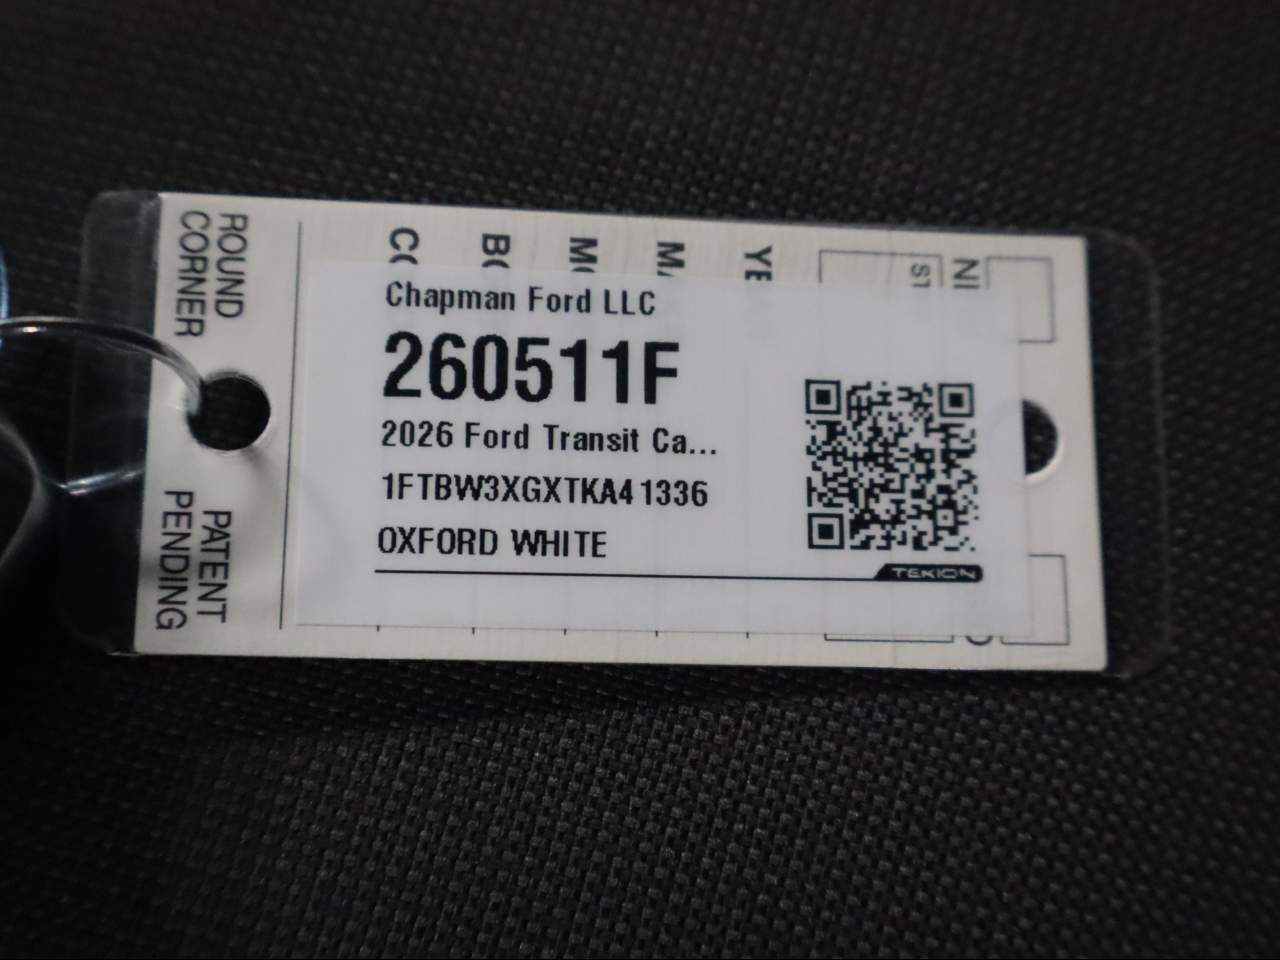 Chapman Ford LLC
260511F
2026 Ford Transit Ca...
1FTBW3XGXTKA41336
OXFORD WHITE
TEKION
ROUND
CORNER
PATENT
PENDING